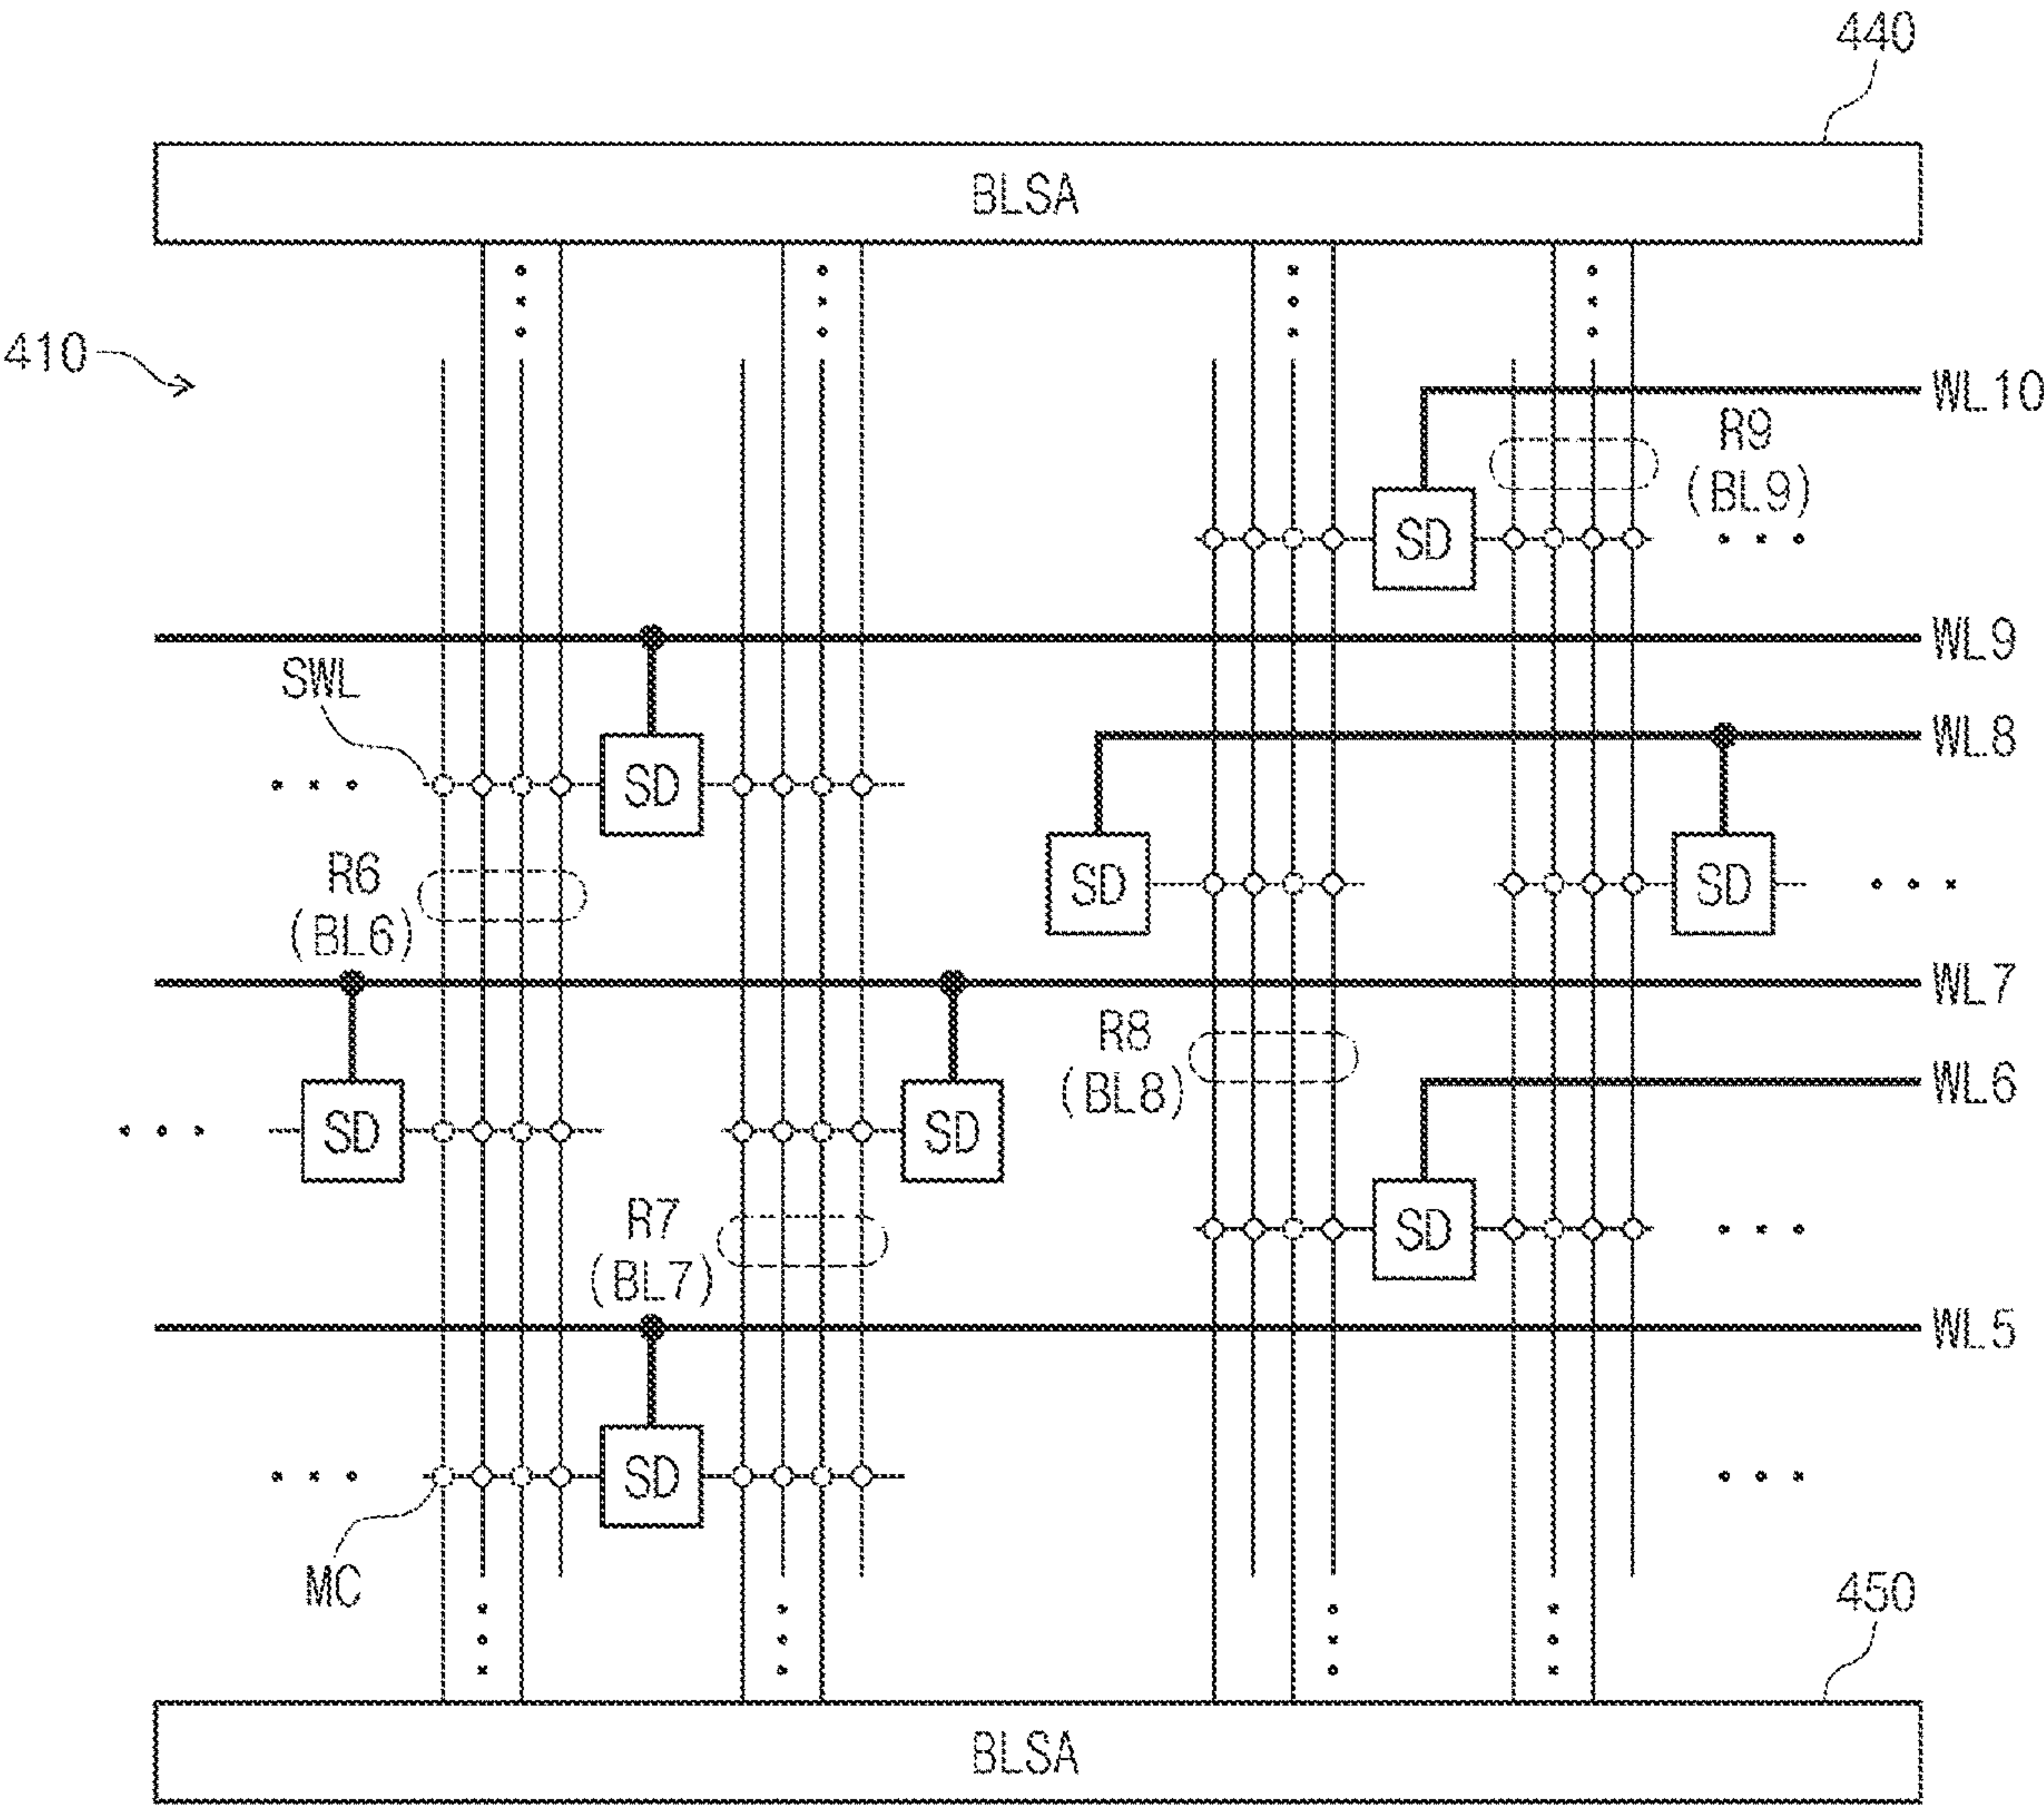 440
BLSA
410
WL10
R9
(BL9)
SD
WL9
SWL
WL8
SD
R6
(BL6)
SD
SD
WL7
R8
(BL8)
WL6
SD
SD
R7
(BL7)
SD
WL5
SD
MC
450
BLSA